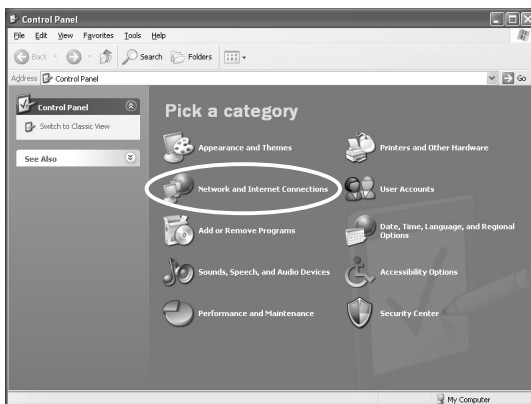 Control Panel
File Edit View Favorites Tools Help
Back Search Folders
Address Control Panel Go
Control Panel
Switch to Classic View
See Also
Pick a category
Appearance and Themes
Printers and Other Hardware
Network and Internet Connections
User Accounts
Add or Remove Programs
Date, Time, Language, and Regional
Options
Sounds, Speech, and Audio Devices
Accessibility Options
Performance and Maintenance
Security Center
My Computer